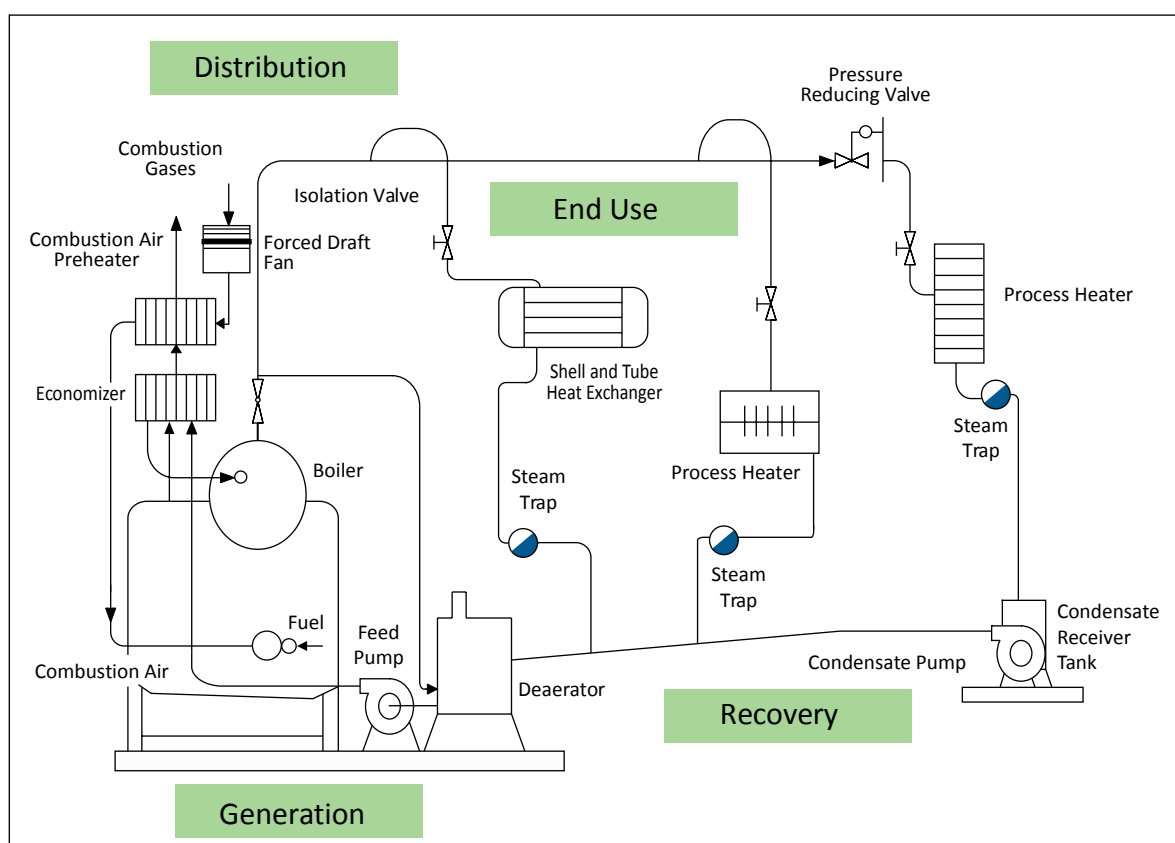 Distribution
Pressure
Reducing Valve
Combustion
Gases
Isolation Valve
End Use
Combustion Air
Preheater
Forced Draft
Fan
Process Heater
Shell and Tube
Heat Exchanger
Economizer
Steam
Trap
Boiler
Process Heater
Steam
Trap
Steam
Trap
Fuel
Feed
Pump
Condensate
Receiver
Tank
Condensate Pump
Combustion Air
Deaerator
Recovery
Generation